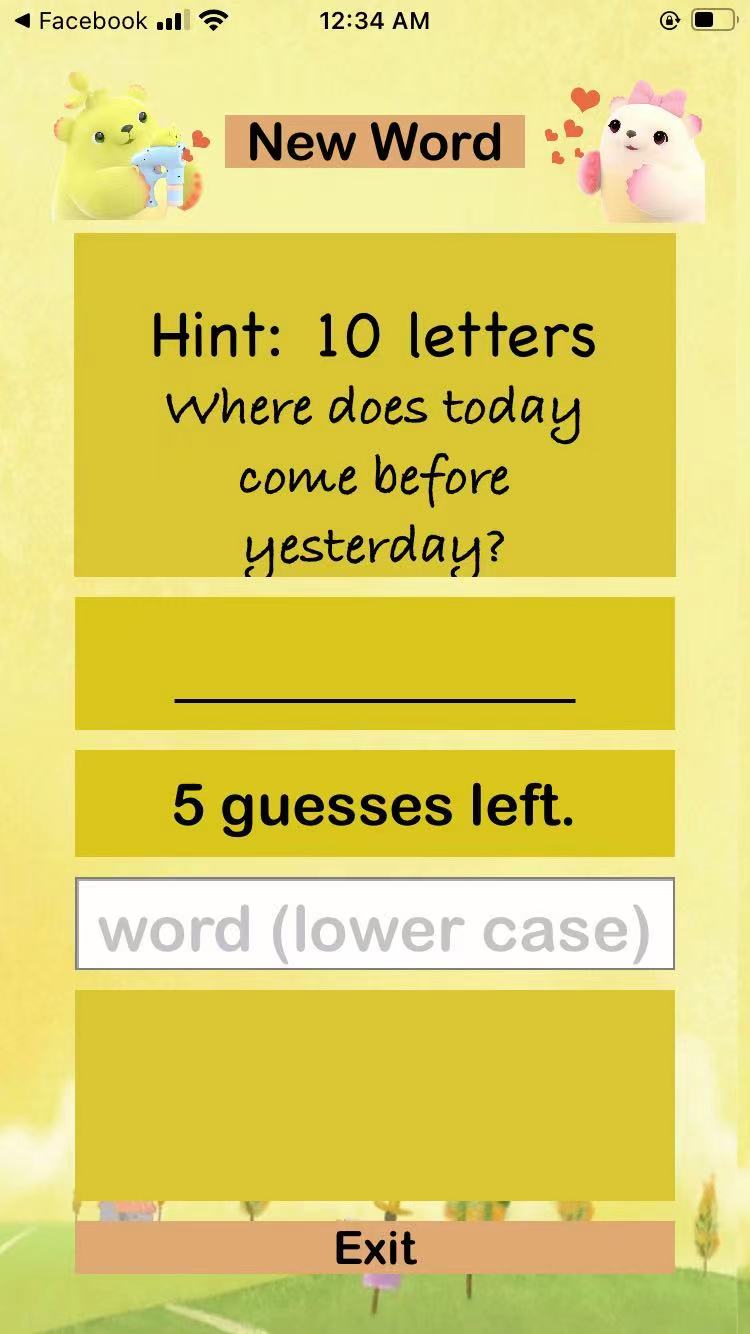 Facebook 12:34 AM
New Word
Hint: 10 letters
Where does today
come before
yesterday?
__________
5 guesses left.
word (lower case)
Exit